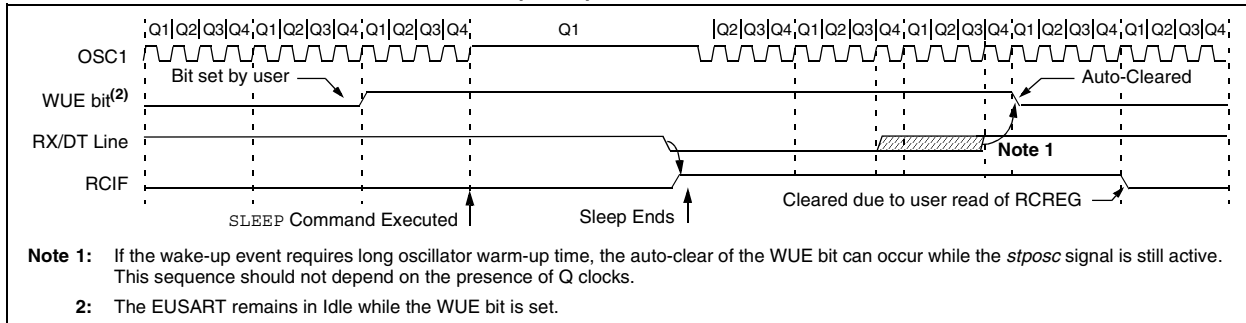 Q1 Q2 Q3 Q4 Q1 Q2 Q3 Q4 Q1 Q2 Q3 Q4 Q1 Q2 Q3 Q4 Q1 Q2 Q3 Q4 Q1 Q2 Q3 Q4 Q1 Q2 Q3 Q4 Q1 Q2 Q3 Q4
OSC1
Bit set by user
Auto-Cleared
WUE bit(2)
RX/DT Line
Note 1
RCIF
Cleared due to user read of RCREG
SLEEP Command Executed
Sleep Ends
Note 1: If the wake-up event requires long oscillator warm-up time, the auto-clear of the WUE bit can occur while the stposc signal is still active.
This sequence should not depend on the presence of Q clocks.
2: The EUSART remains in Idle while the WUE bit is set.